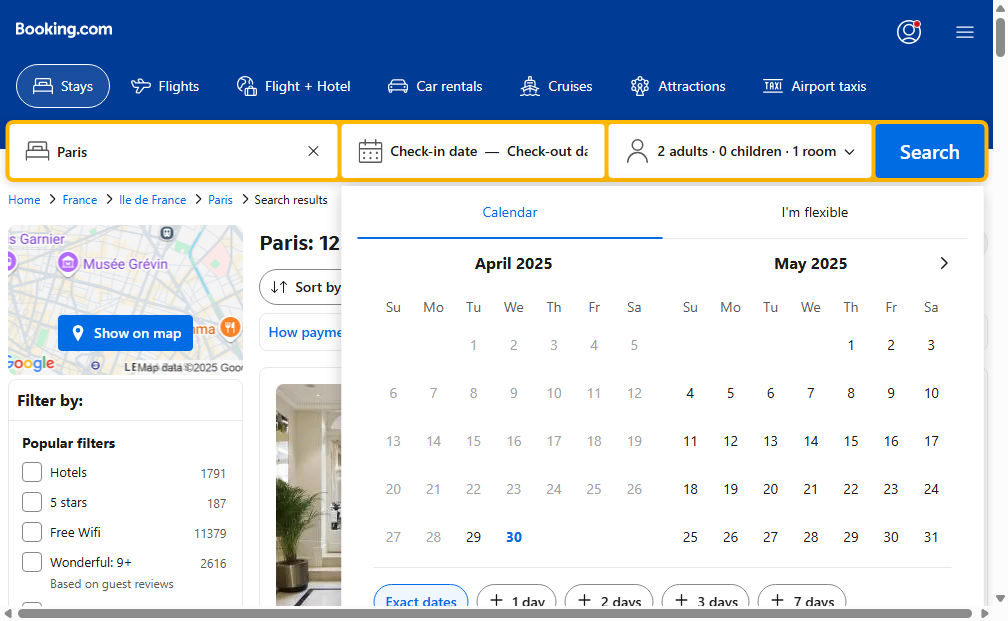 Booking.com
Stays
Flights
Flight + Hotel
Car rentals
Cruises
Attractions
TAXI Airport taxis
Paris
Check-in date — Check-out da
2 adults · 0 children · 1 room
Search
Home > France > Ile de France > Paris > Search results
s Garnier
Musée Grévin
ma
Show on map
Google
Map data ©2025 Goo
Paris: 12
Sort by
How payme
Filter by:
Popular filters
Hotels 1791
5 stars 187
Free Wifi 11379
Wonderful: 9+ 2616
Based on guest reviews
Calendar
I'm flexible
April 2025
Su Mo Tu We Th Fr Sa
1 2 3 4 5
6 7 8 9 10 11 12
13 14 15 16 17 18 19
20 21 22 23 24 25 26
27 28 29 30
May 2025
Su Mo Tu We Th Fr Sa
1 2 3
4 5 6 7 8 9 10
11 12 13 14 15 16 17
18 19 20 21 22 23 24
25 26 27 28 29 30 31
Exact dates
+ 1 day
+ 2 days
+ 3 days
+ 7 days